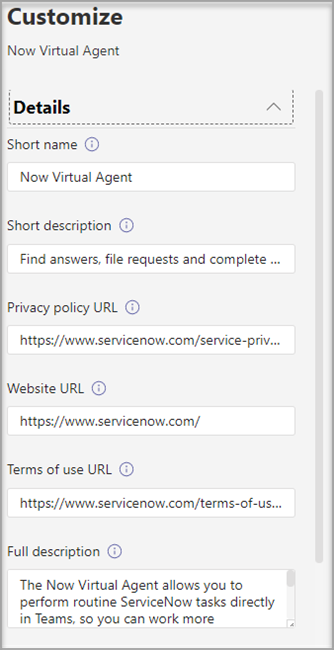 Customize
Now Virtual Agent
Details
Short name
Now Virtual Agent
Short description
Find answers, file requests and complete ...
Privacy policy URL
https://www.servicenow.com/service-priv...
Website URL
https://www.servicenow.com/
Terms of use URL
https://www.servicenow.com/terms-of-us...
Full description
The Now Virtual Agent allows you to
perform routine ServiceNow tasks directly
in Teams, so you can work more